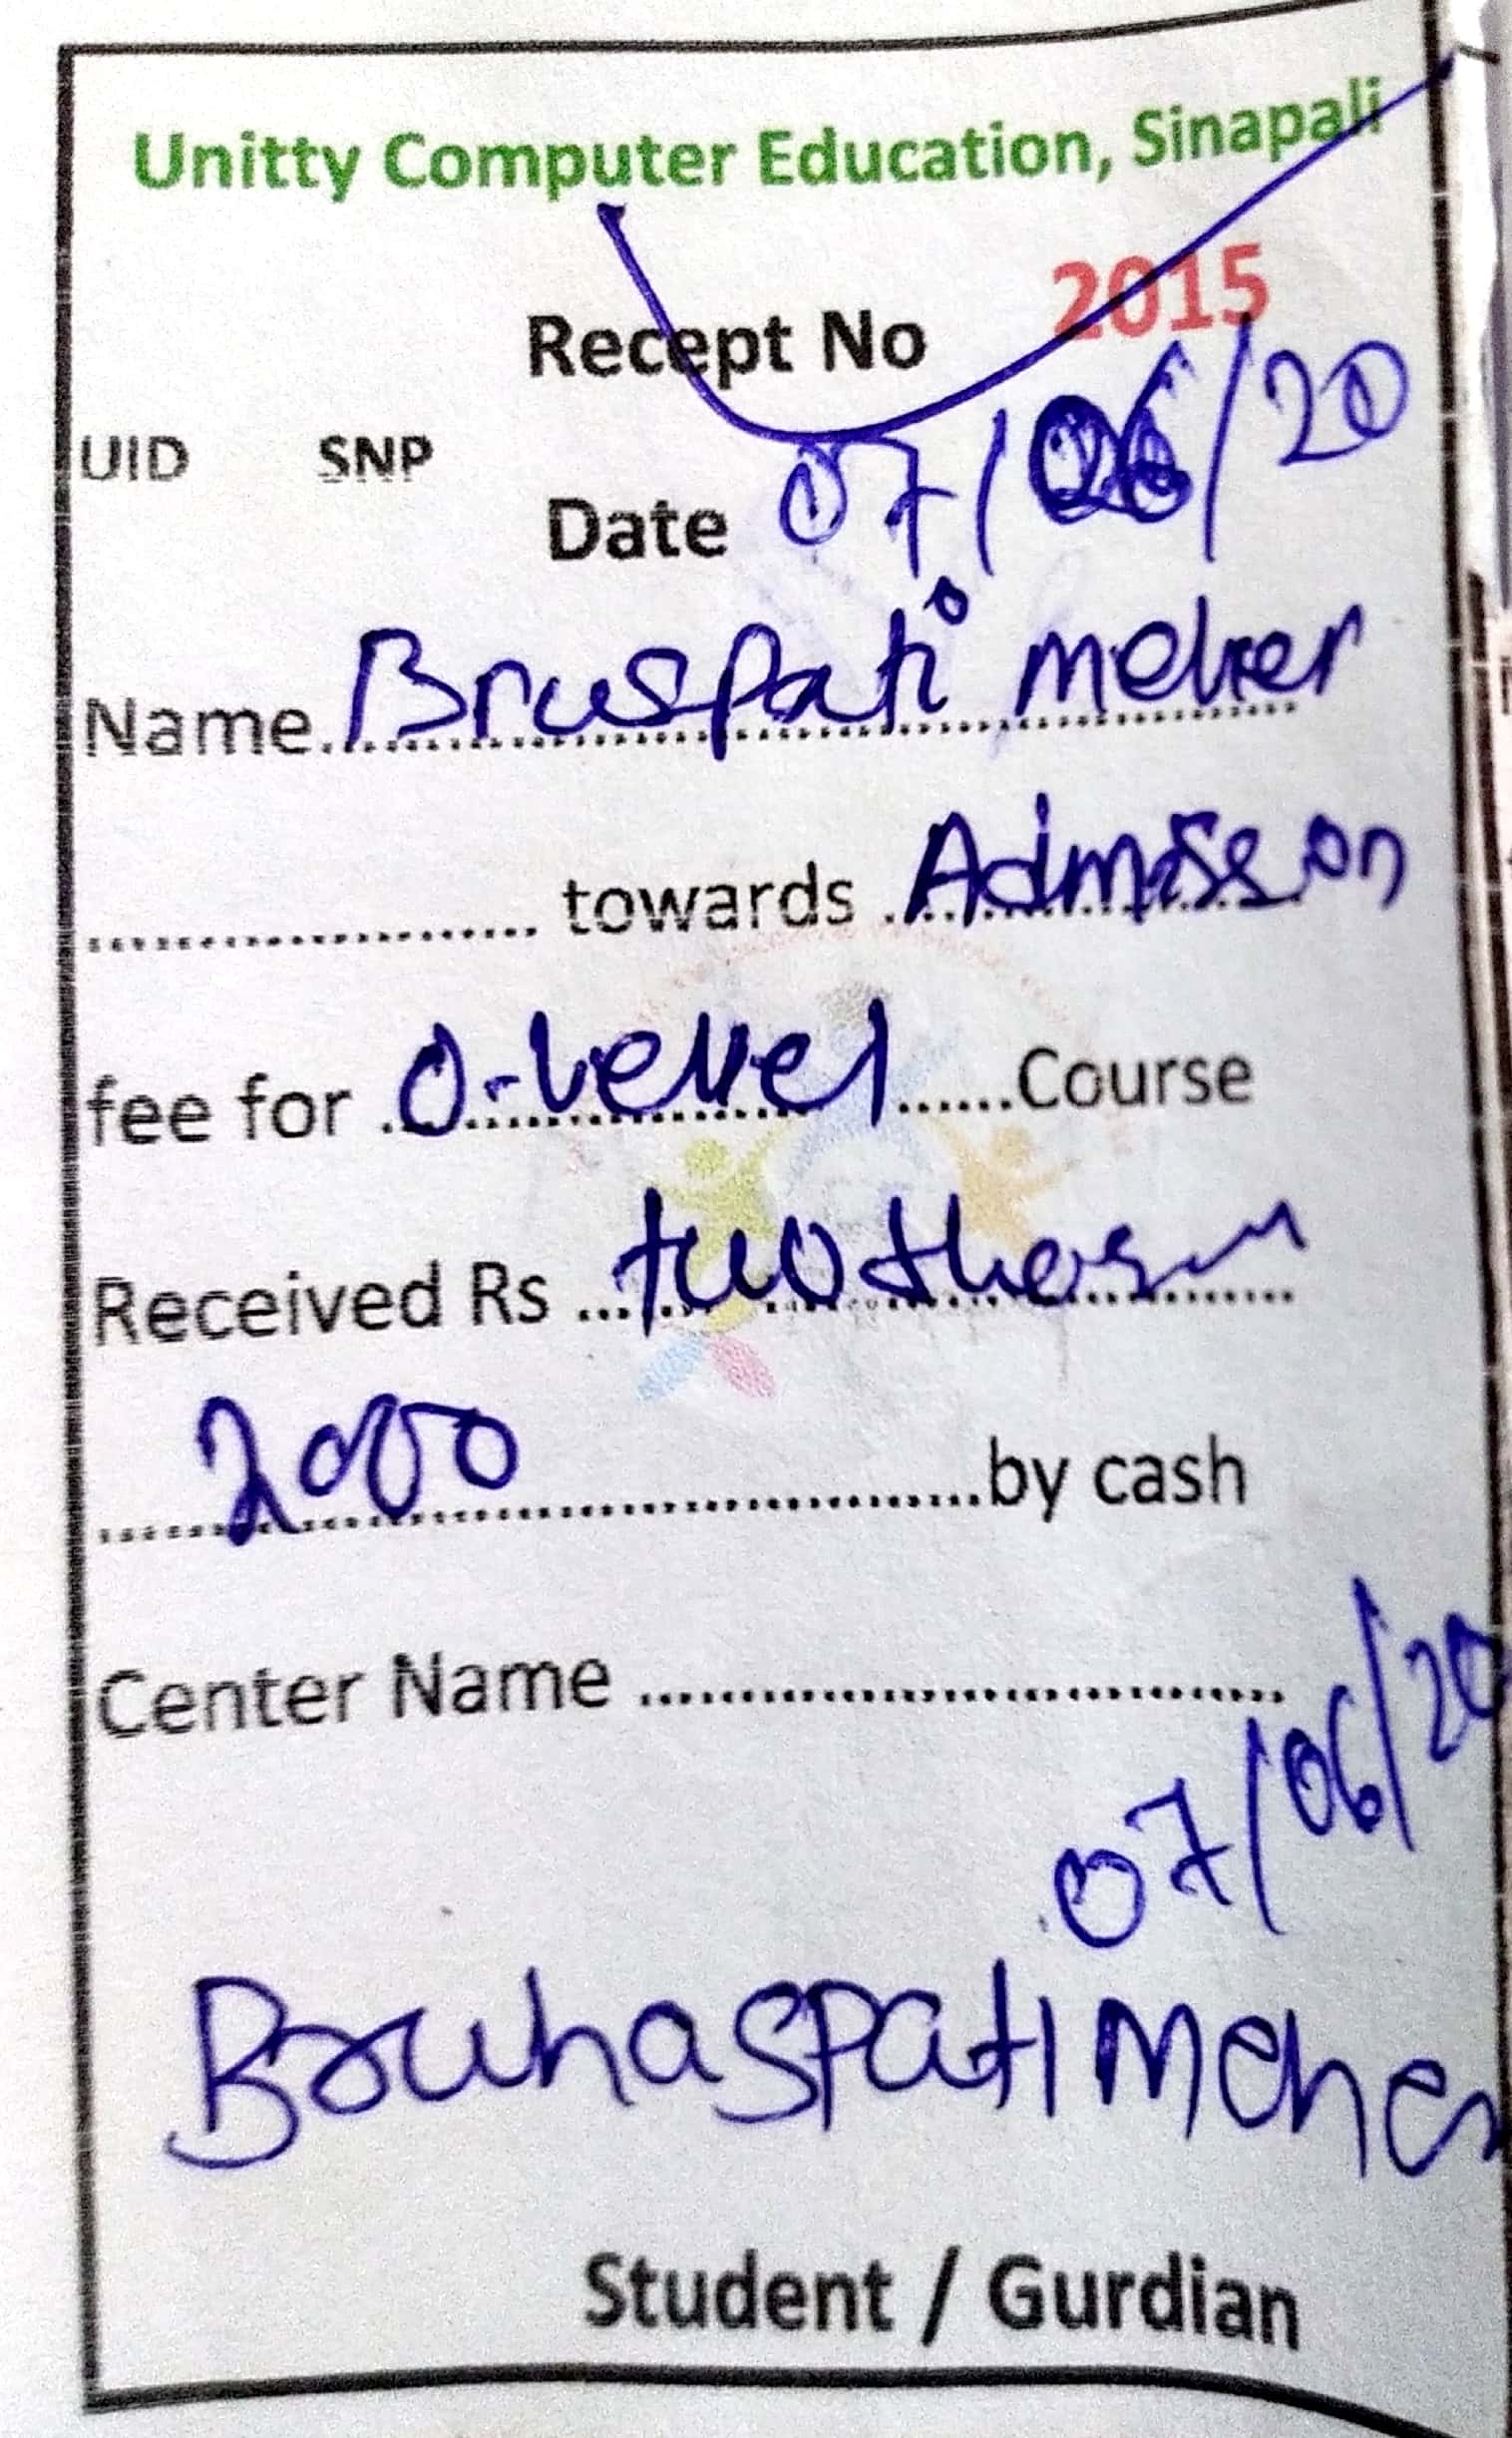 Unitty Computer Education, Sinapali
Recept No 2015
UID SNP
Date 07/06/20
Name. Bruspati meher
.................... towards Admission
fee for O-Level ......Course
Received Rs ... two thosn
2000 ....................by cash
Center Name ................................
07/06/20
Bruhaspati Meher
Student / Gurdian